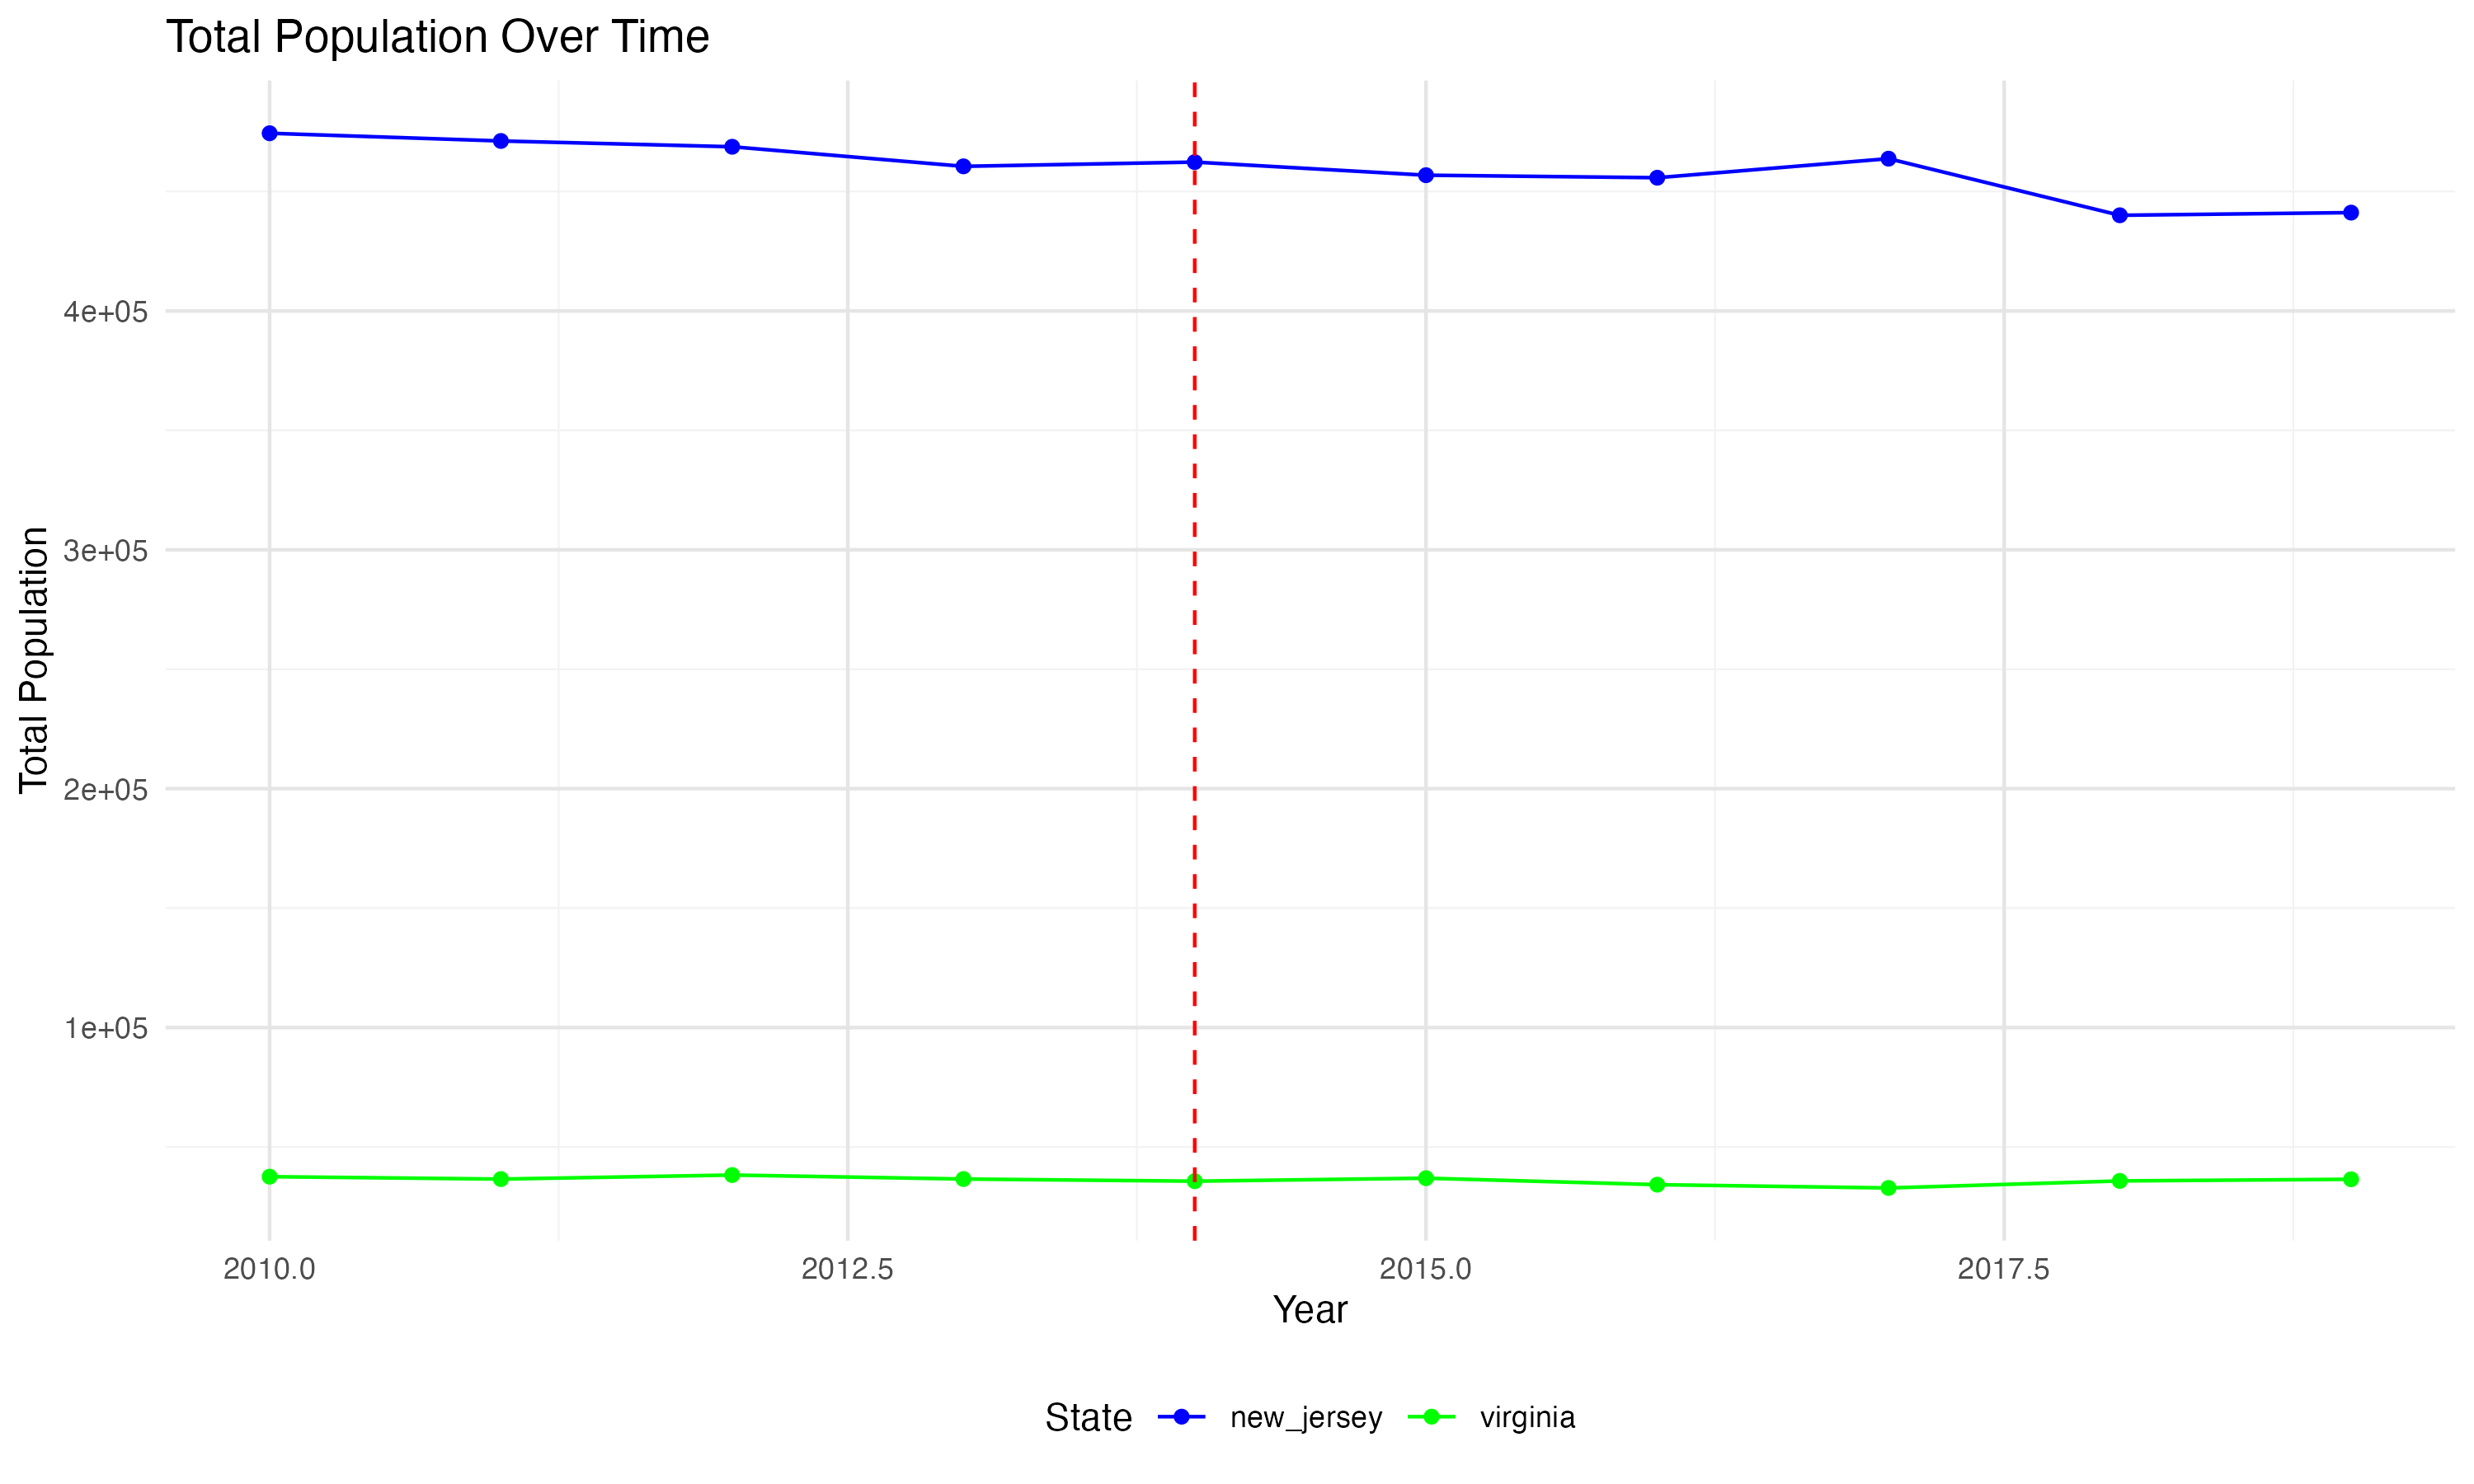 Total Population Over Time
Total Population
4e+05
3e+05
2e+05
1e+05
2010.0 2012.5 2015.0 2017.5
Year
State new_jersey virginia